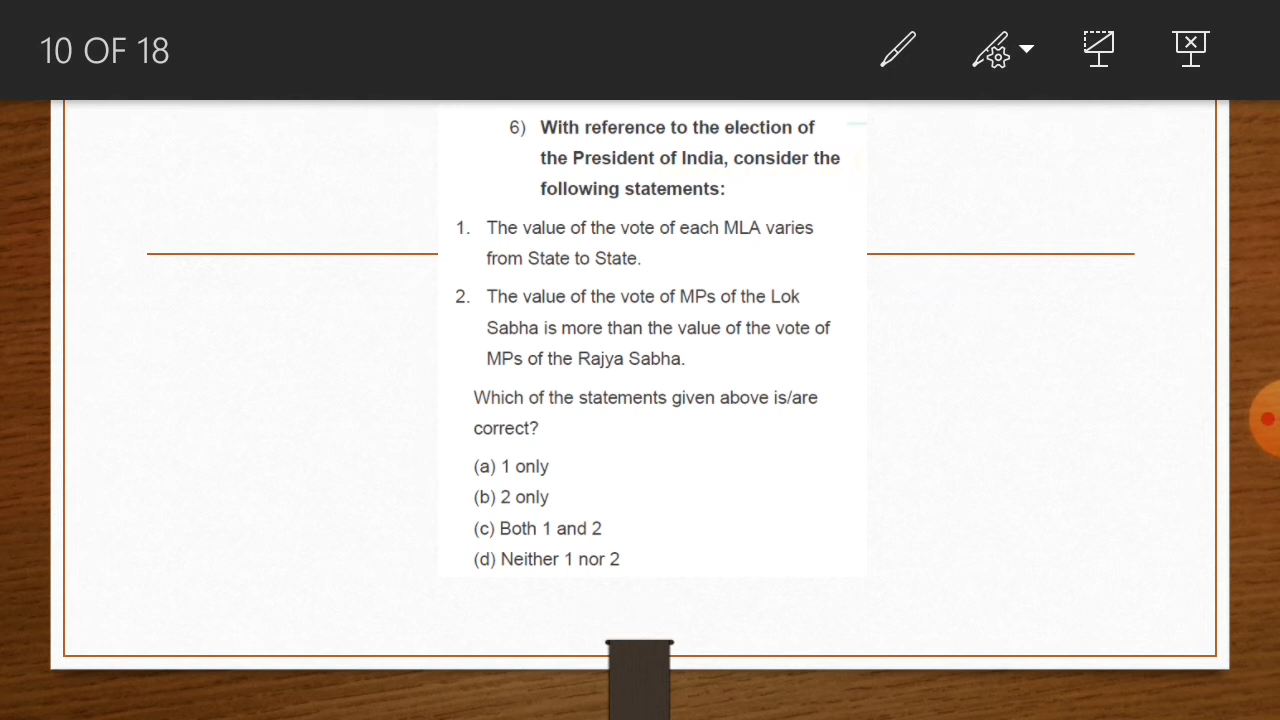 10 OF 18
6) With reference to the election of
the President of India, consider the
following statements:
1. The value of the vote of each MLA varies
from State to State.
2. The value of the vote of MPs of the Lok
Sabha is more than the value of the vote of
MPs of the Rajya Sabha.
Which of the statements given above is/are
correct?
(a) 1 only
(b) 2 only
(c) Both 1 and 2
(d) Neither 1 nor 2